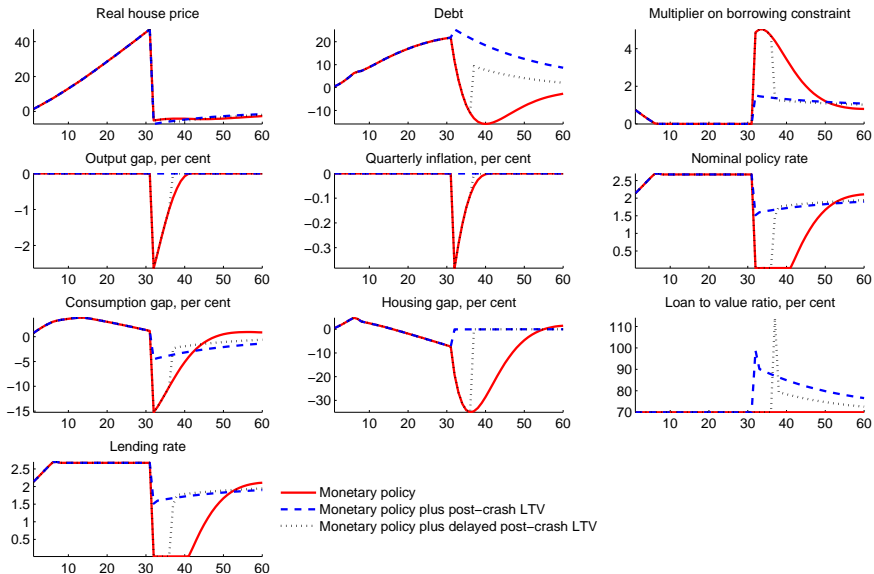 Real house price
Debt
Multiplier on borrowing constraint
40
20
0
10 20 30 40 50 60
20
10
0
−10
10 20 30 40 50 60
4
2
0
10 20 30 40 50 60
Output gap, per cent
Quarterly inflation, per cent
Nominal policy rate
0
−1
−2
10 20 30 40 50 60
0
−0.1
−0.2
−0.3
10 20 30 40 50 60
2.5
2
1.5
1
0.5
10 20 30 40 50 60
Consumption gap, per cent
Housing gap, per cent
Loan to value ratio, per cent
0
−5
−10
−15
10 20 30 40 50 60
0
−10
−20
−30
10 20 30 40 50 60
110
100
90
80
70
10 20 30 40 50 60
Lending rate
2.5
2
1.5
1
0.5
10 20 30 40 50 60
Monetary policy
Monetary policy plus post−crash LTV
Monetary policy plus delayed post−crash LTV